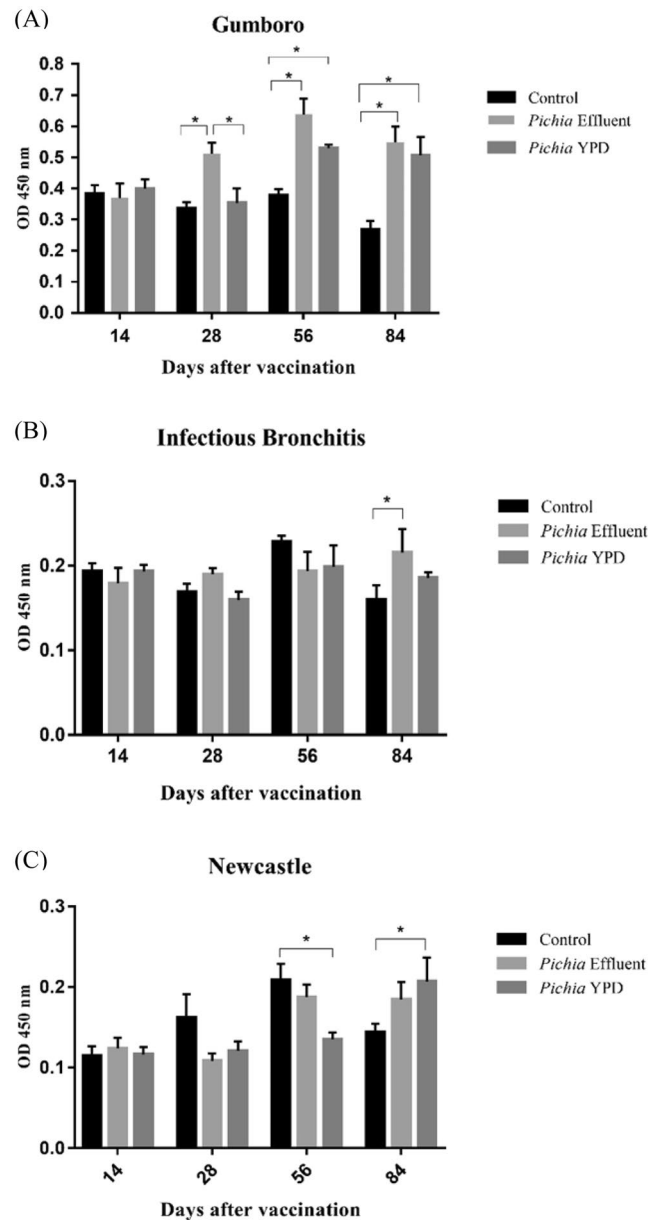 (A)
Gumboro
0.8
0.7
0.6
0.5
0.4
0.3
0.2
0.1
0.0
OD 450 nm
* * * * * *
14 28 56 84
Days after vaccination
Control
Pichia Effluent
Pichia YPD
(B)
Infectious Bronchitis
0.3
0.2
0.1
0.0
OD 450 nm
*
14 28 56 84
Days after vaccination
Control
Pichia Effluent
Pichia YPD
(C)
Newcastle
0.3
0.2
0.1
0.0
OD 450 nm
* *
14 28 56 84
Days after vaccination
Control
Pichia Effluent
Pichia YPD